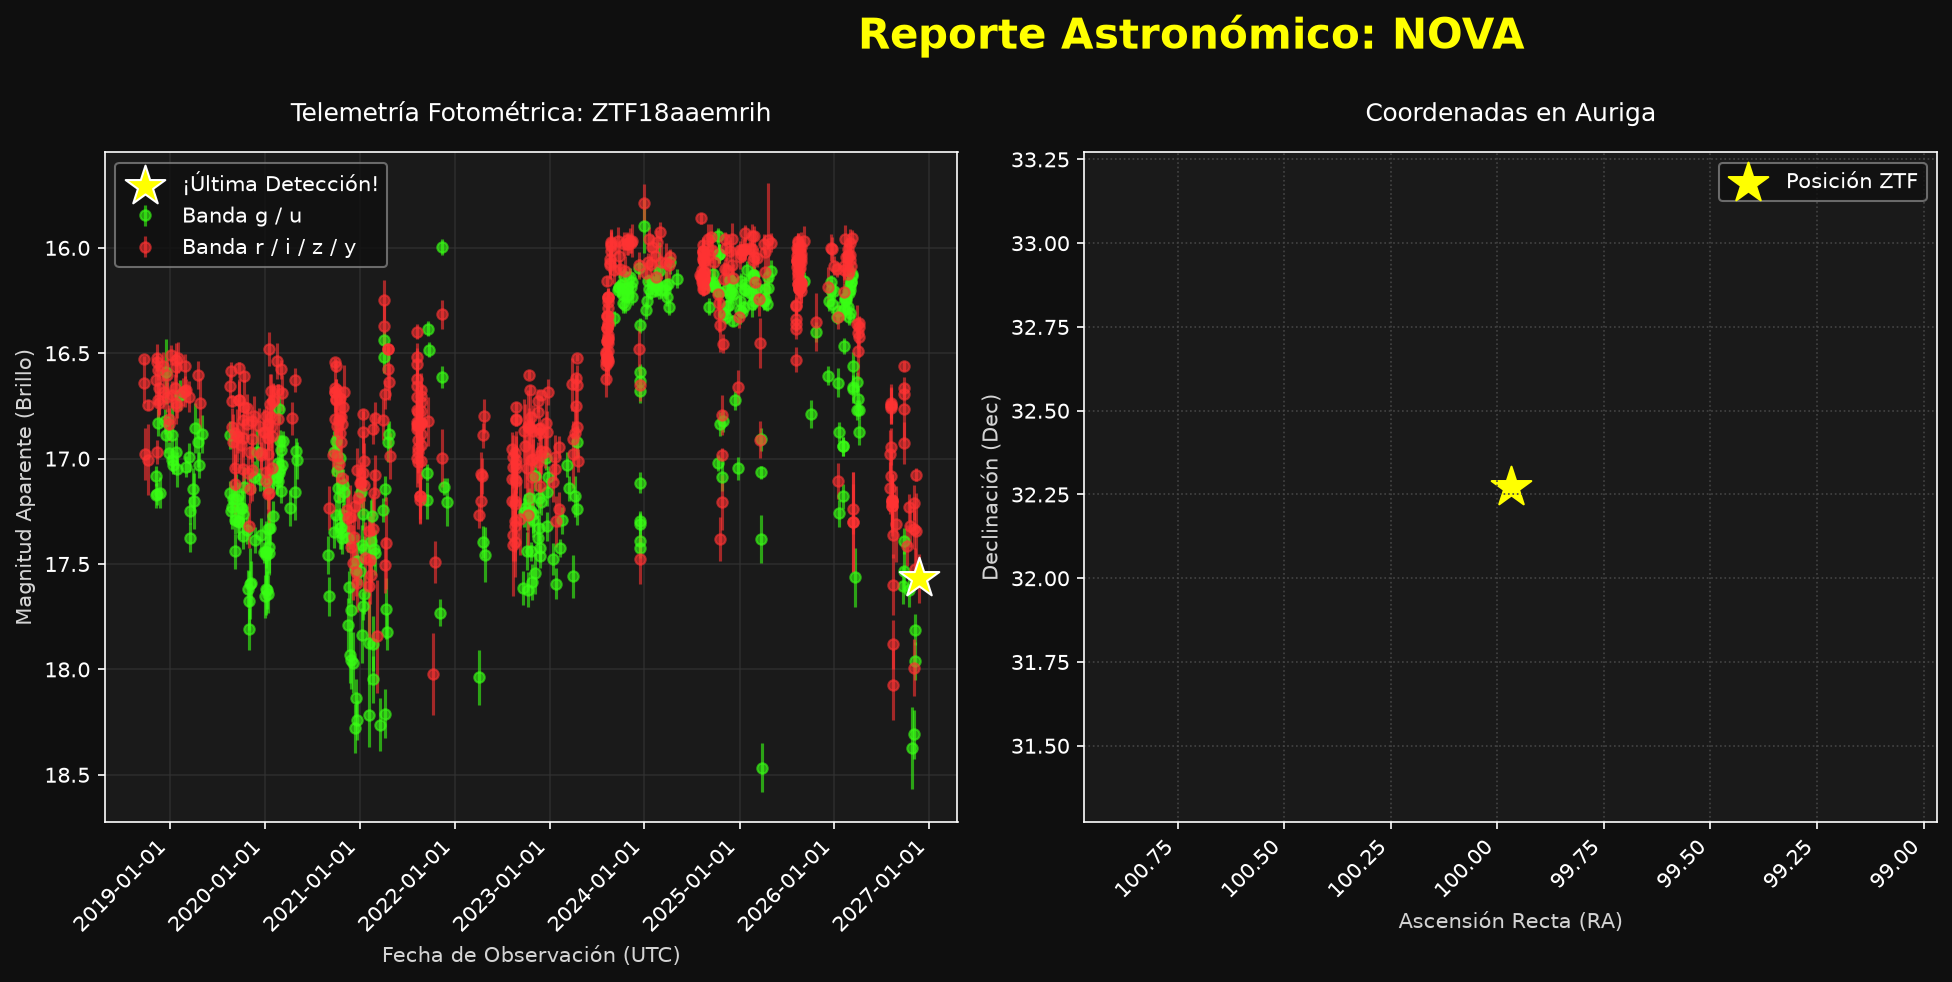 Reporte Astronómico: NOVA
Telemetría Fotométrica: ZTF18aaemrih
¡Última Detección!
Banda g / u
Banda r / i / z / y
Magnitud Aparente (Brillo)
16.0
16.5
17.0
17.5
18.0
18.5
2019-01-01
2020-01-01
2021-01-01
2022-01-01
2023-01-01
2024-01-01
2025-01-01
2026-01-01
2027-01-01
Fecha de Observación (UTC)
Coordenadas en Auriga
Posición ZTF
Declinación (Dec)
33.25
33.00
32.75
32.50
32.25
32.00
31.75
31.50
100.75
100.50
100.25
100.00
99.75
99.50
99.25
99.00
Ascensión Recta (RA)